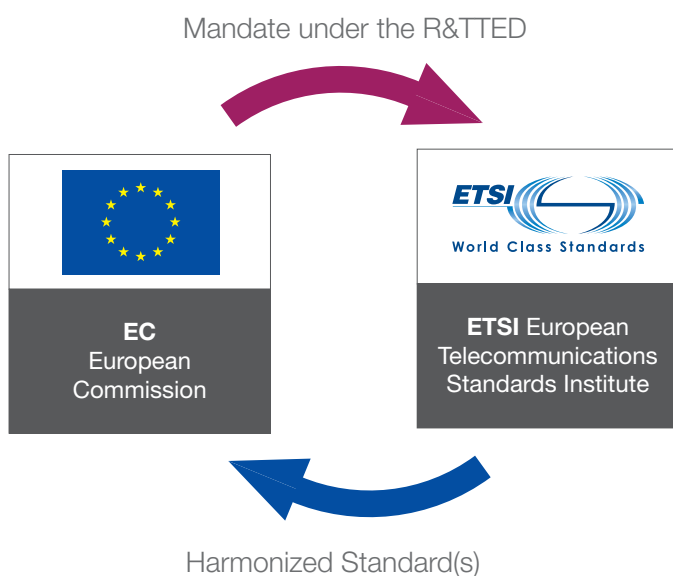 Mandate under the R&TTED
ETSI
World Class Standards
EC
European
Commission
ETSI European
Telecommunications
Standards Institute
Harmonized Standard(s)